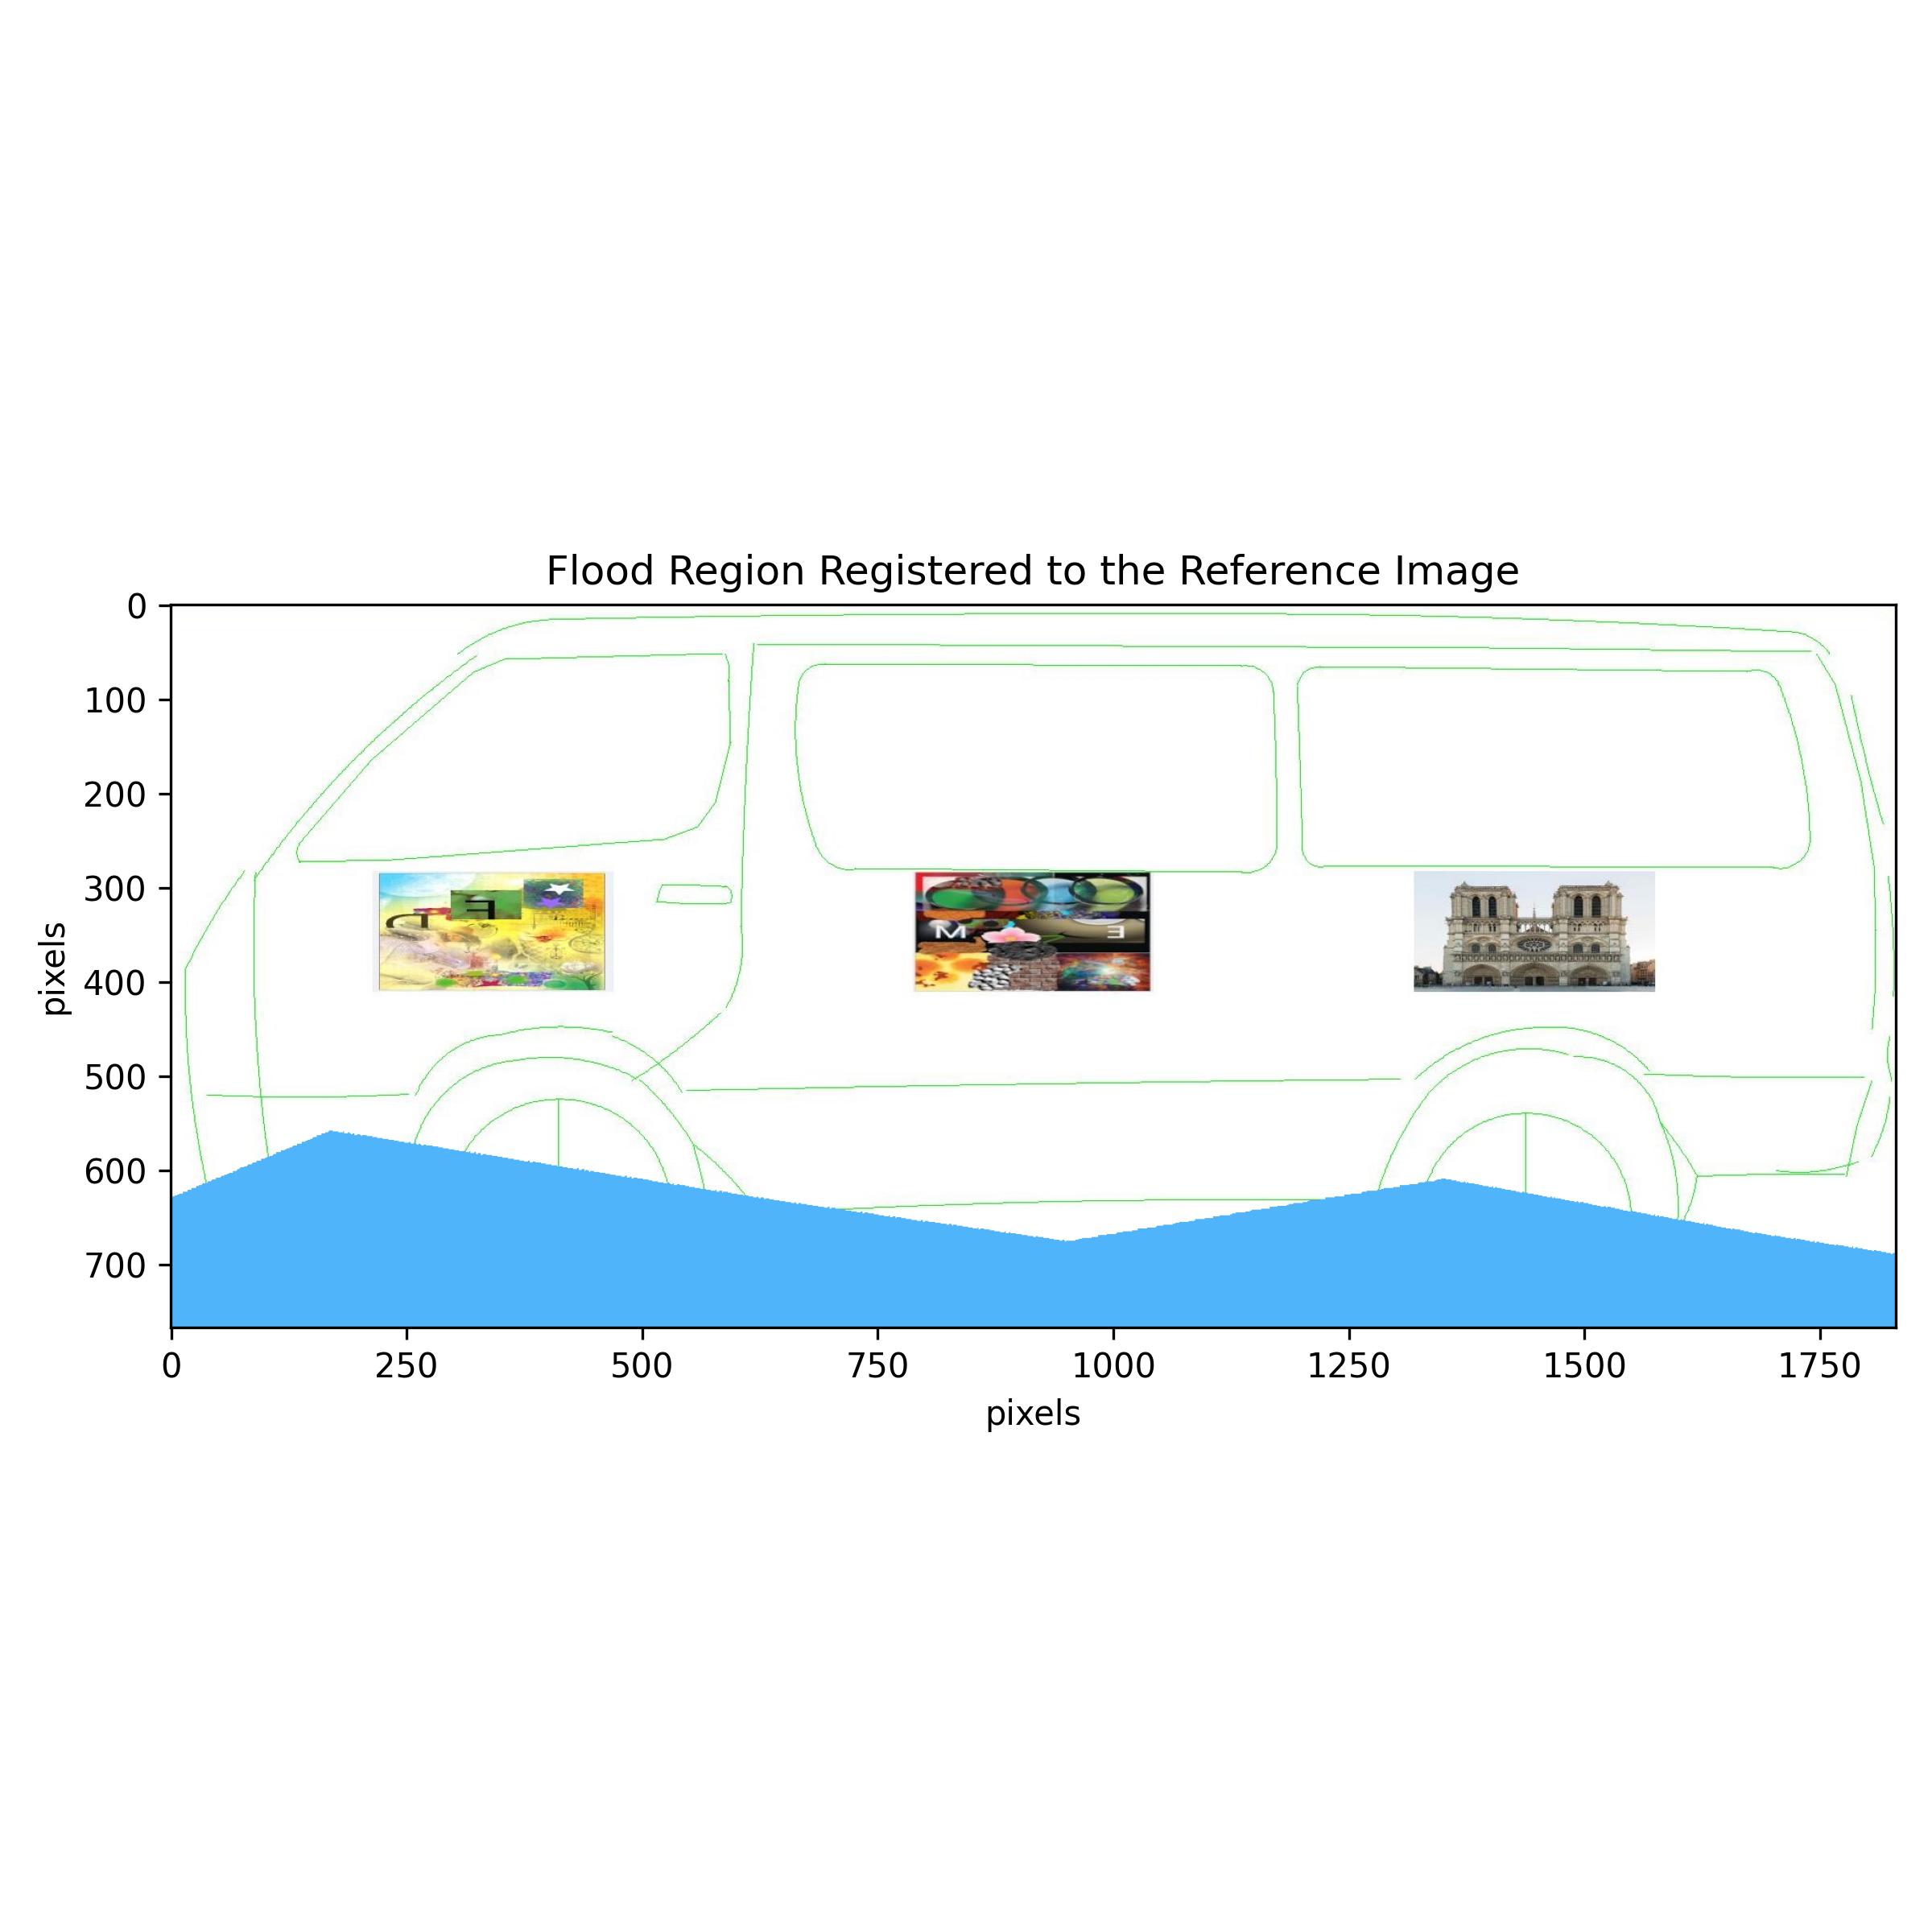 Flood Region Registered to the Reference Image
0
100
200
300
400
500
600
700
pixels
D
F
M
E
0 250 500 750 1000 1250 1500 1750
pixels